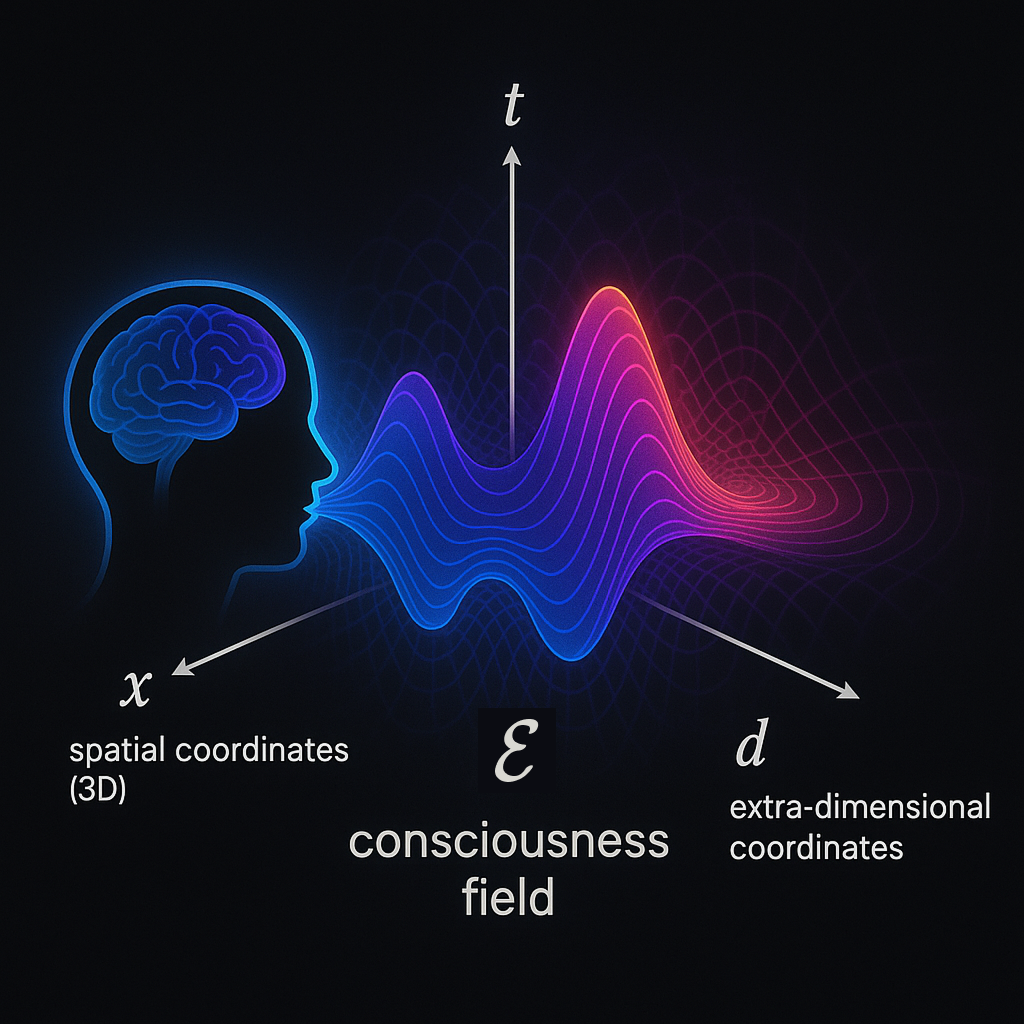 t
x
spatial coordinates
(3D)
ℰ
consciousness
field
d
extra-dimensional
coordinates